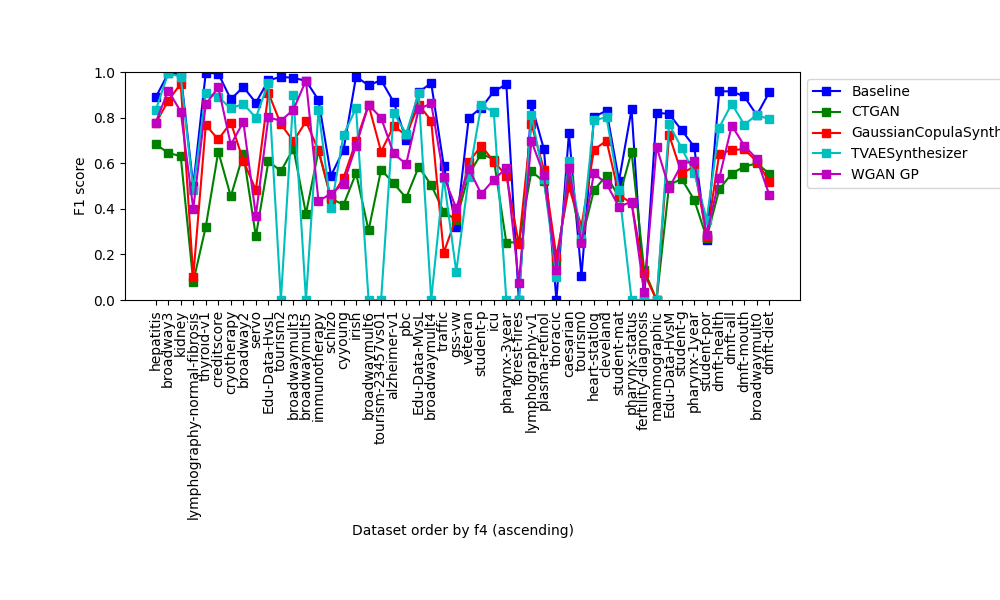 1.0
0.8
0.6
0.4
0.2
0.0
F1 score
hepatitis
broadway3
kidney
lymphography-normal-fibrosis
thyroid-v1
creditscore
cryotherapy
broadway2
servo
Edu-Data-HvsL
tourism2
broadwaymult3
broadwaymult5
immunotherapy
schizo
cyyoung
irish
broadwaymult6
tourism-23457vs01
alzheimer-v1
pbc
Edu-Data-MvsL
broadwaymult4
traffic
gss-vw
veteran
student-p
icu
pharynx-3year
forest-fires
lymphography-v1
plasma-retinol
thoracic
caesarian
tourism0
heart-statlog
cleveland
student-mat
pharynx-status
fertility-diagnosis
mammographic
Edu-Data-HvsM
student-g
pharynx-1year
student-por
dmft-health
dmft-all
dmft-mouth
broadwaymult0
dmft-diet
Dataset order by f4 (ascending)
Baseline
CTGAN
GaussianCopulaSynth
TVAESynthesizer
WGAN GP